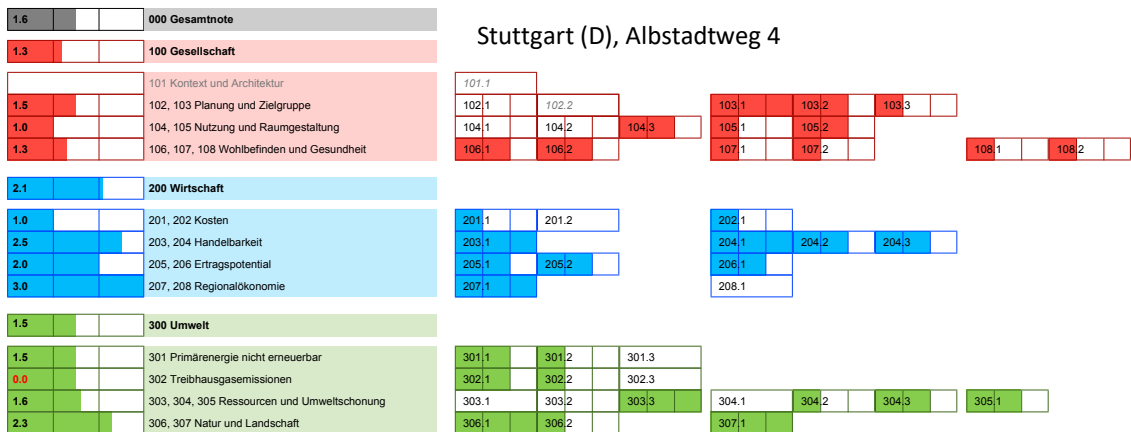 1.6 000 Gesamtnote
Stuttgart (D), Albstadtweg 4
1.3 100 Gesellschaft
101 Kontext und Architektur 101.1
1.5 102, 103 Planung und Zielgruppe 102.1 102.2 103.1 103.2 103.3
1.0 104, 105 Nutzung und Raumgestaltung 104.1 104.2 104.3 105.1 105.2
1.3 106, 107, 108 Wohlbefinden und Gesundheit 106.1 106.2 107.1 107.2 108.1 108.2
2.1 200 Wirtschaft
1.0 201, 202 Kosten 201.1 201.2 202.1
2.5 203, 204 Handelbarkeit 203.1 204.1 204.2 204.3
2.0 205, 206 Ertragspotential 205.1 205.2 206.1
3.0 207, 208 Regionalökonomie 207.1 208.1
1.5 300 Umwelt
1.5 301 Primärenergie nicht erneuerbar 301.1 301.2 301.3
0.0 302 Treibhausgasemissionen 302.1 302.2 302.3
1.6 303, 304, 305 Ressourcen und Umweltschonung 303.1 303.2 303.3 304.1 304.2 304.3 305.1
2.3 306, 307 Natur und Landschaft 306.1 306.2 307.1